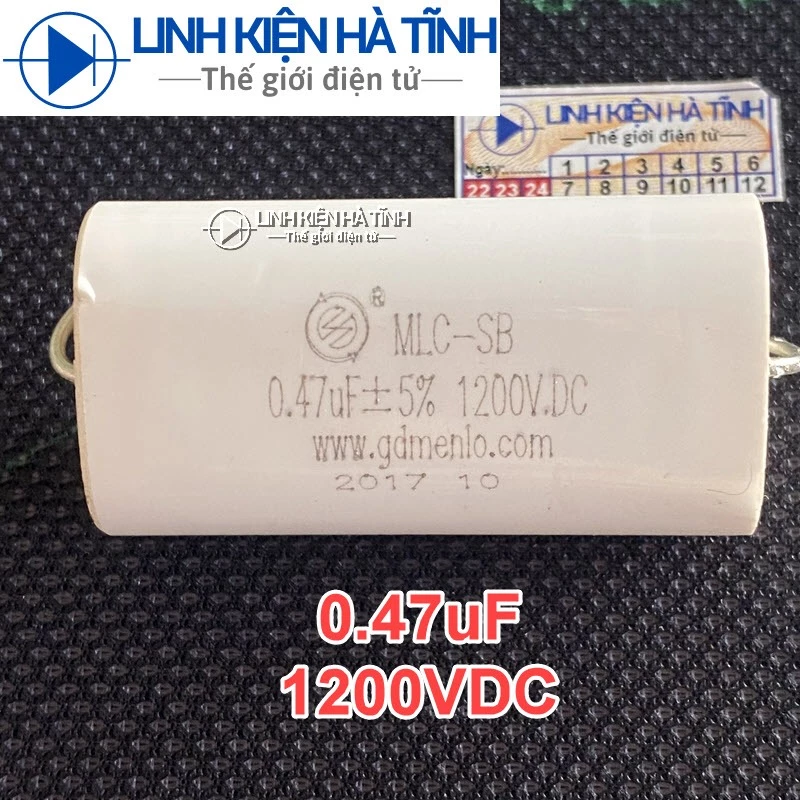 LINH KIỆN HÀ TĨNH
Thế giới điện tử
LINH KIỆN HÀ TĨNH
Thế giới điện tử
Ngày:........... 1 2 3 4 5 6
22 23 24 7 8 9 10 11 12
LINH KIỆN HÀ TĨNH
Thế giới điện tử
® MLC-SB
0.47uF±5% 1200V.DC
www.gdmenlo.com
2017 10
0.47uF
1200VDC